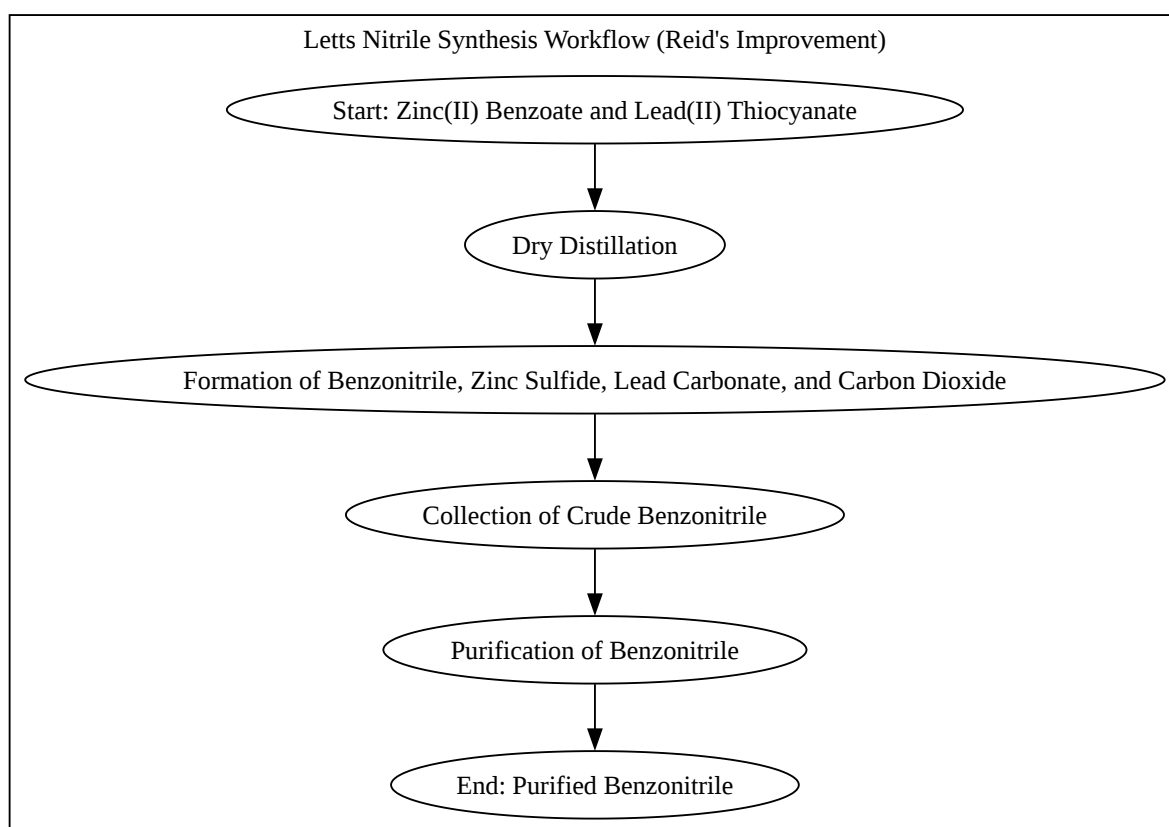 Letts Nitrile Synthesis Workflow (Reid's Improvement)
Start: Zinc(II) Benzoate and Lead(II) Thiocyanate
Dry Distillation
Formation of Benzonitrile, Zinc Sulfide, Lead Carbonate, and Carbon Dioxide
Collection of Crude Benzonitrile
Purification of Benzonitrile
End: Purified Benzonitrile